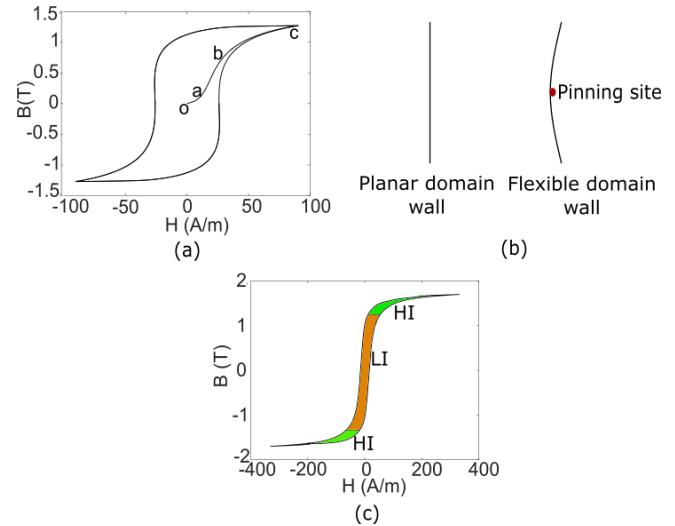 1.5
1
0.5
0
-0.5
-1
-1.5
B(T)
-100
-50
0
50
100
H (A/m)
o
a
b
c
(a)
Pinning site
Planar domain
wall
Flexible domain
wall
(b)
2
1
0
-1
-2
B (T)
-400
-200
0
200
400
H (A/m)
HI
LI
HI
(c)